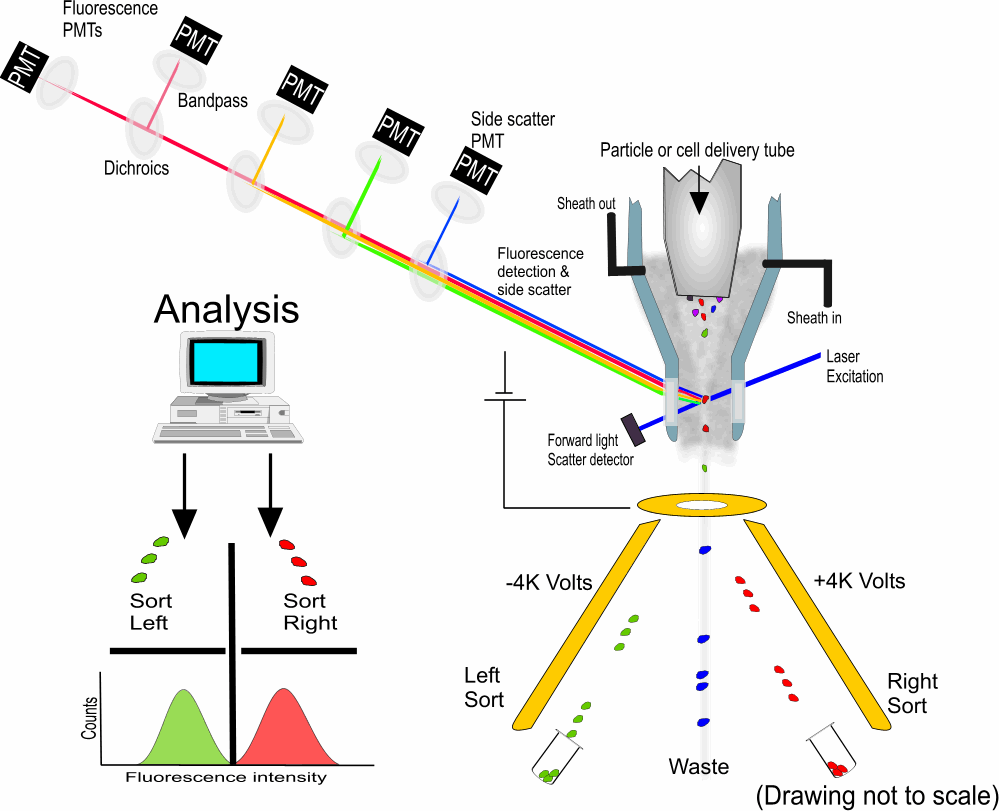 Fluorescence
PMTs
PMT
PMT
Bandpass
PMT
Dichroics
PMT
Side scatter
PMT
PMT
Particle or cell delivery tube
Sheath out
Sheath in
Fluorescence
detection &
side scatter
Laser
Excitation
Forward light
Scatter detector
Analysis
Sort
Left
Sort
Right
Counts
Fluorescence intensity
-4K Volts
+4K Volts
Left
Sort
Right
Sort
Waste
(Drawing not to scale)